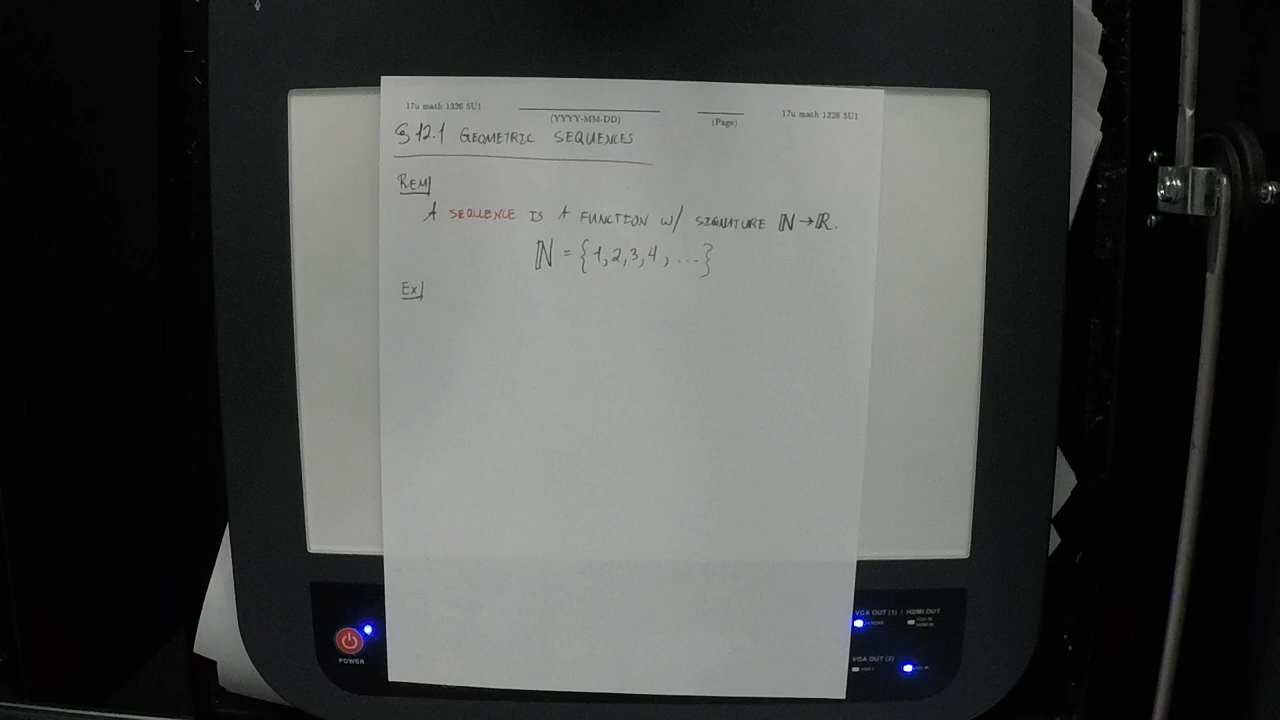 17u math 1326 5U1
(YYYY-MM-DD)
(Page)
17u math 1326 5U1
§ 12.1 GEOMETRIC SEQUENCES
REM
A SEQUENCE IS A FUNCTION W/ SIGNATURE ℕ→ℝ.
ℕ = {1,2,3,4, ...}
EX
POWER
VGA OUT (1) / HDMI OUT
VGA OUT (2)